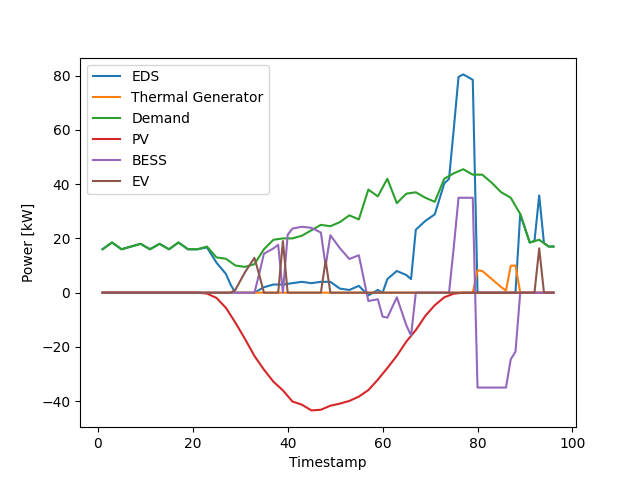 EDS
Thermal Generator
Demand
PV
BESS
EV
Power [kW]
80
60
40
20
0
−20
−40
0 20 40 60 80 100
Timestamp